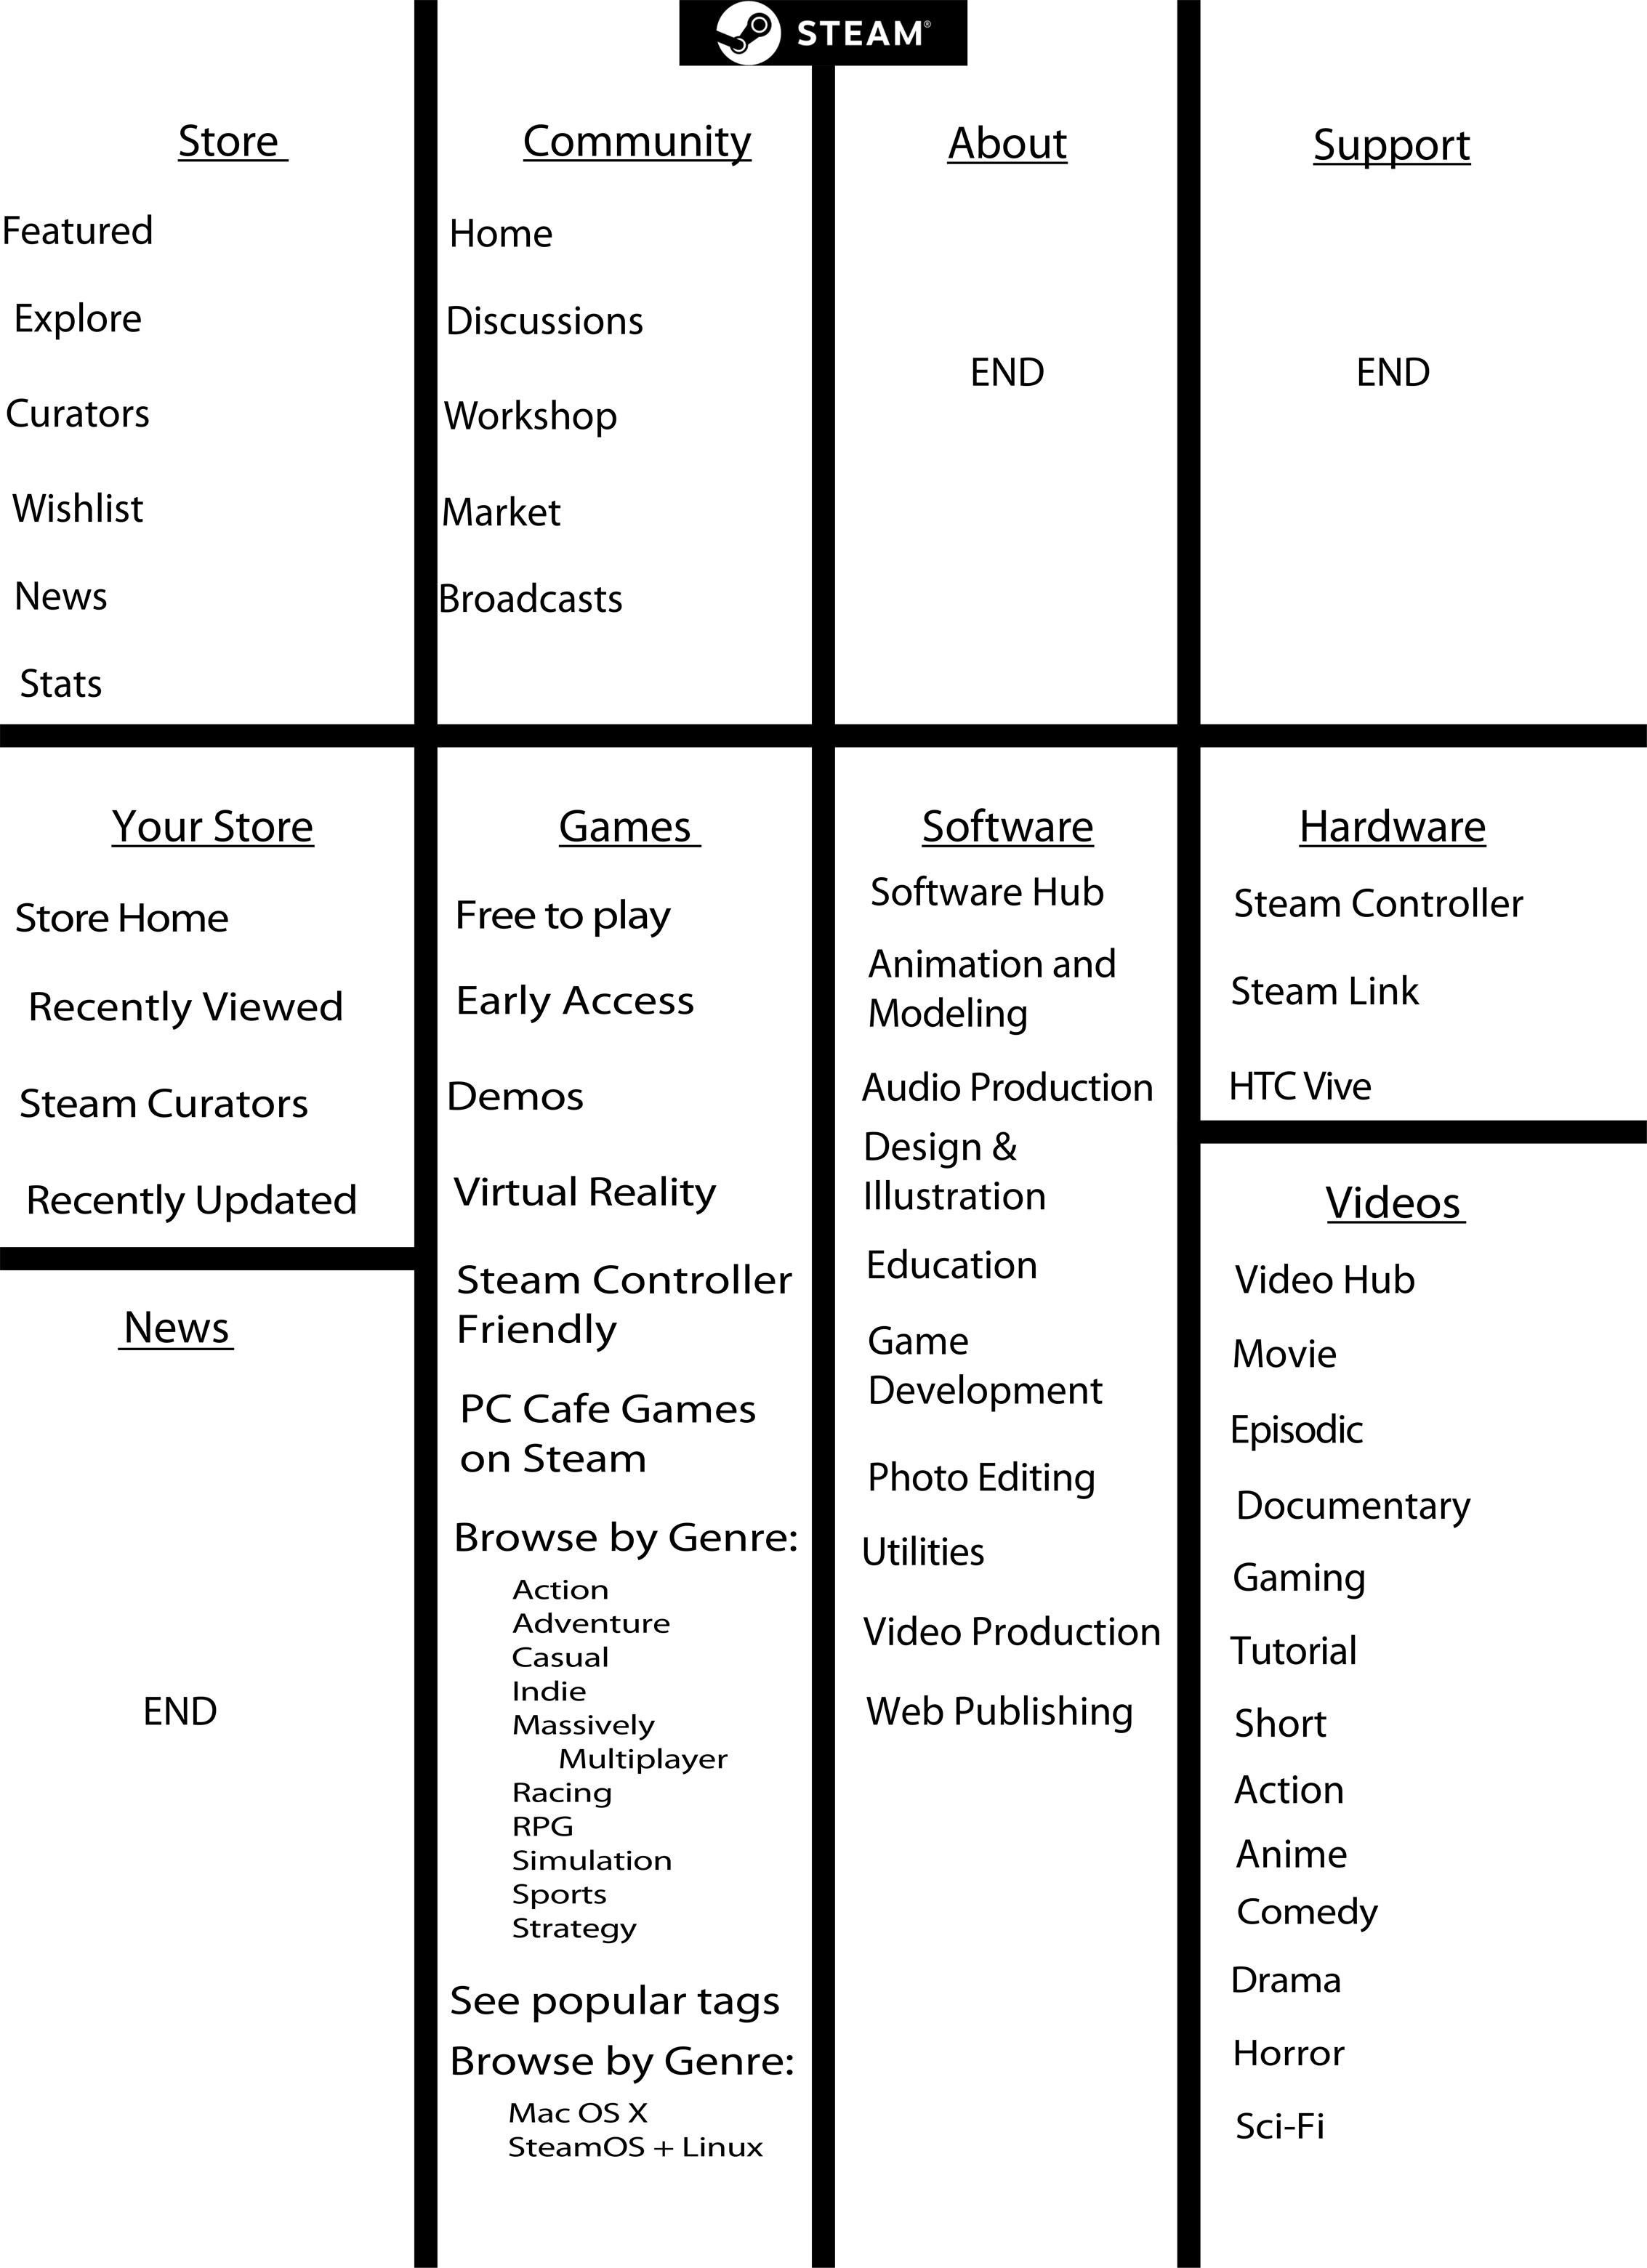 STEAM®
Store
Featured
Explore
Curators
Wishlist
News
Stats
Community
Home
Discussions
Workshop
Market
Broadcasts
About
END
Support
END
Your Store
Store Home
Recently Viewed
Steam Curators
Recently Updated
News
END
Games
Free to play
Early Access
Demos
Virtual Reality
Steam Controller
Friendly
PC Cafe Games
on Steam
Browse by Genre:
Action
Adventure
Casual
Indie
Massively
Multiplayer
Racing
RPG
Simulation
Sports
Strategy
See popular tags
Browse by Genre:
Mac OS X
SteamOS + Linux
Software
Software Hub
Animation and
Modeling
Audio Production
Design &
Illustration
Education
Game
Development
Photo Editing
Utilities
Video Production
Web Publishing
Hardware
Steam Controller
Steam Link
HTC Vive
Videos
Video Hub
Movie
Episodic
Documentary
Gaming
Tutorial
Short
Action
Anime
Comedy
Drama
Horror
Sci-Fi